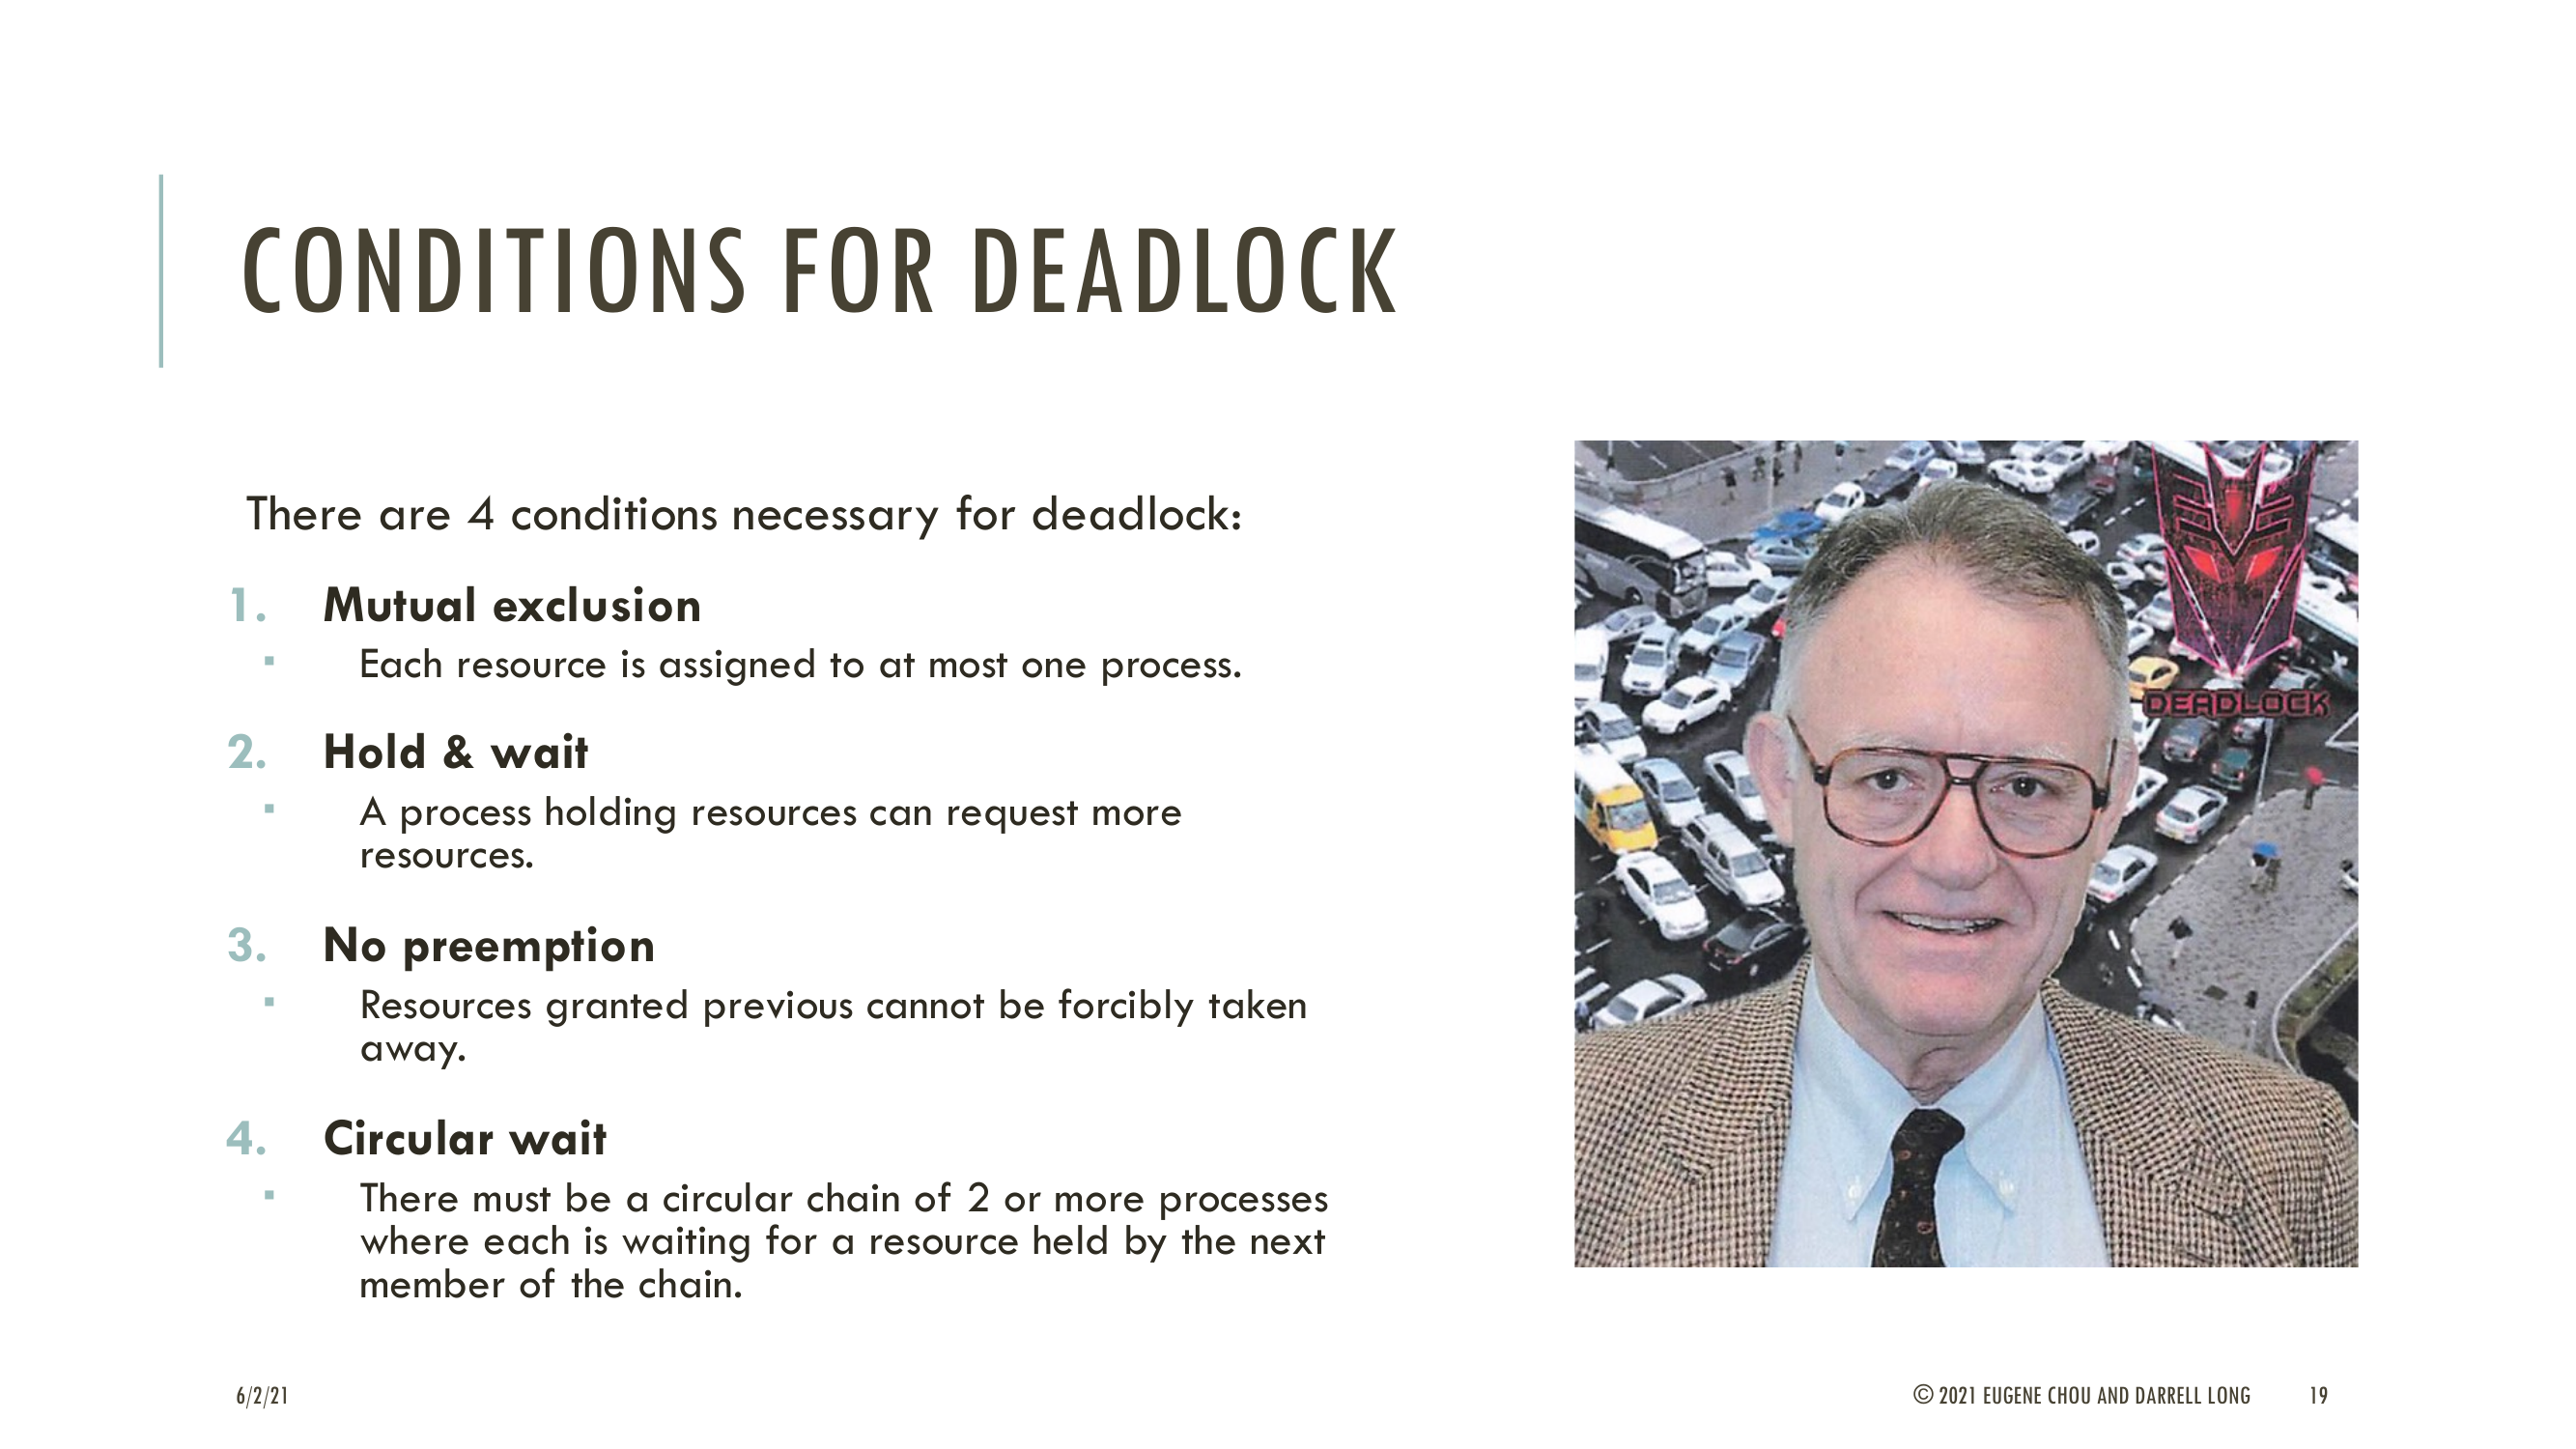 CONDITIONS FOR DEADLOCK
There are 4 conditions necessary for deadlock:
1. Mutual exclusion
▪ Each resource is assigned to at most one process.
2. Hold & wait
▪ A process holding resources can request more
resources.
3. No preemption
▪ Resources granted previous cannot be forcibly taken
away.
4. Circular wait
▪ There must be a circular chain of 2 or more processes
where each is waiting for a resource held by the next
member of the chain.
DEADLOCK
6/2/21
© 2021 EUGENE CHOU AND DARRELL LONG
19